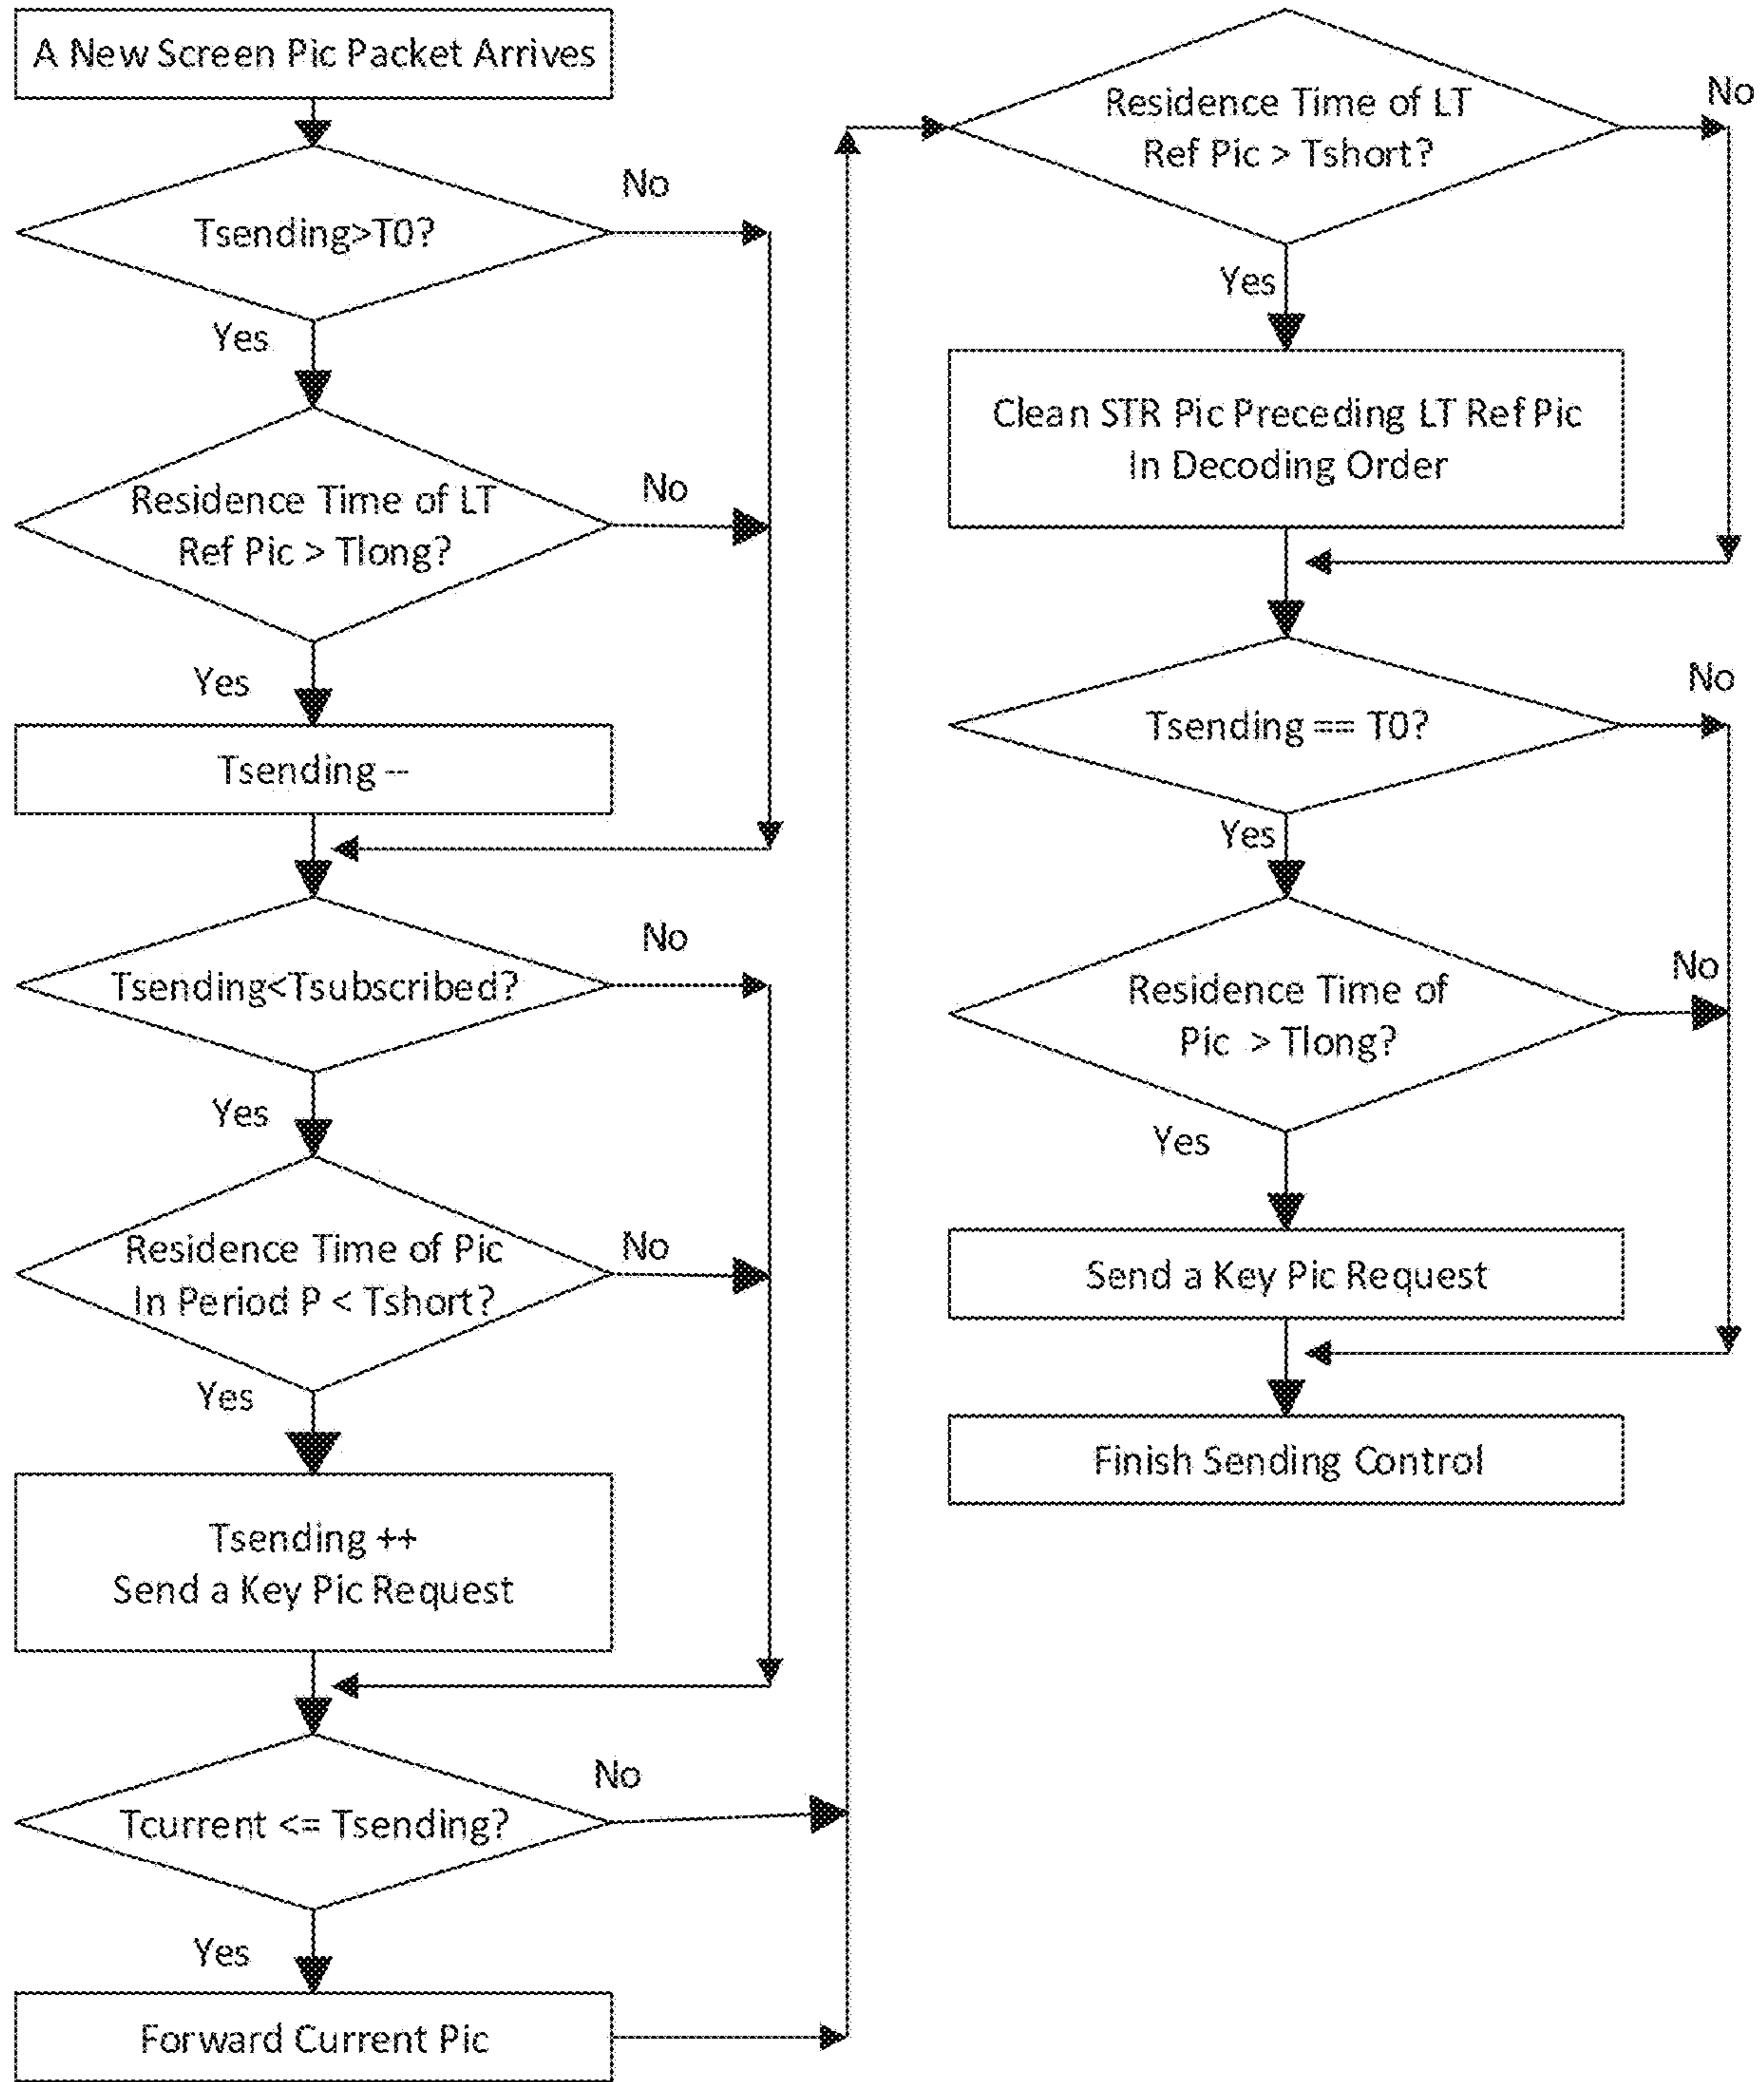 A New Screen Pic Packet Arrives
Tsending>T0?
No
Yes
Residence Time of LT
Ref Pic > Tlong?
No
Yes
Tsending --
Tsending<Tsubscribed?
No
Yes
Residence Time of Pic
In Period P < Tshort?
No
Yes
Tsending ++
Send a Key Pic Request
Tcurrent <= Tsending?
No
Yes
Forward Current Pic
Residence Time of LT
Ref Pic > Tshort?
No
Yes
Clean STR Pic Preceding LT Ref Pic
In Decoding Order
Tsending == T0?
No
Yes
Residence Time of
Pic > Tlong?
No
Yes
Send a Key Pic Request
Finish Sending Control